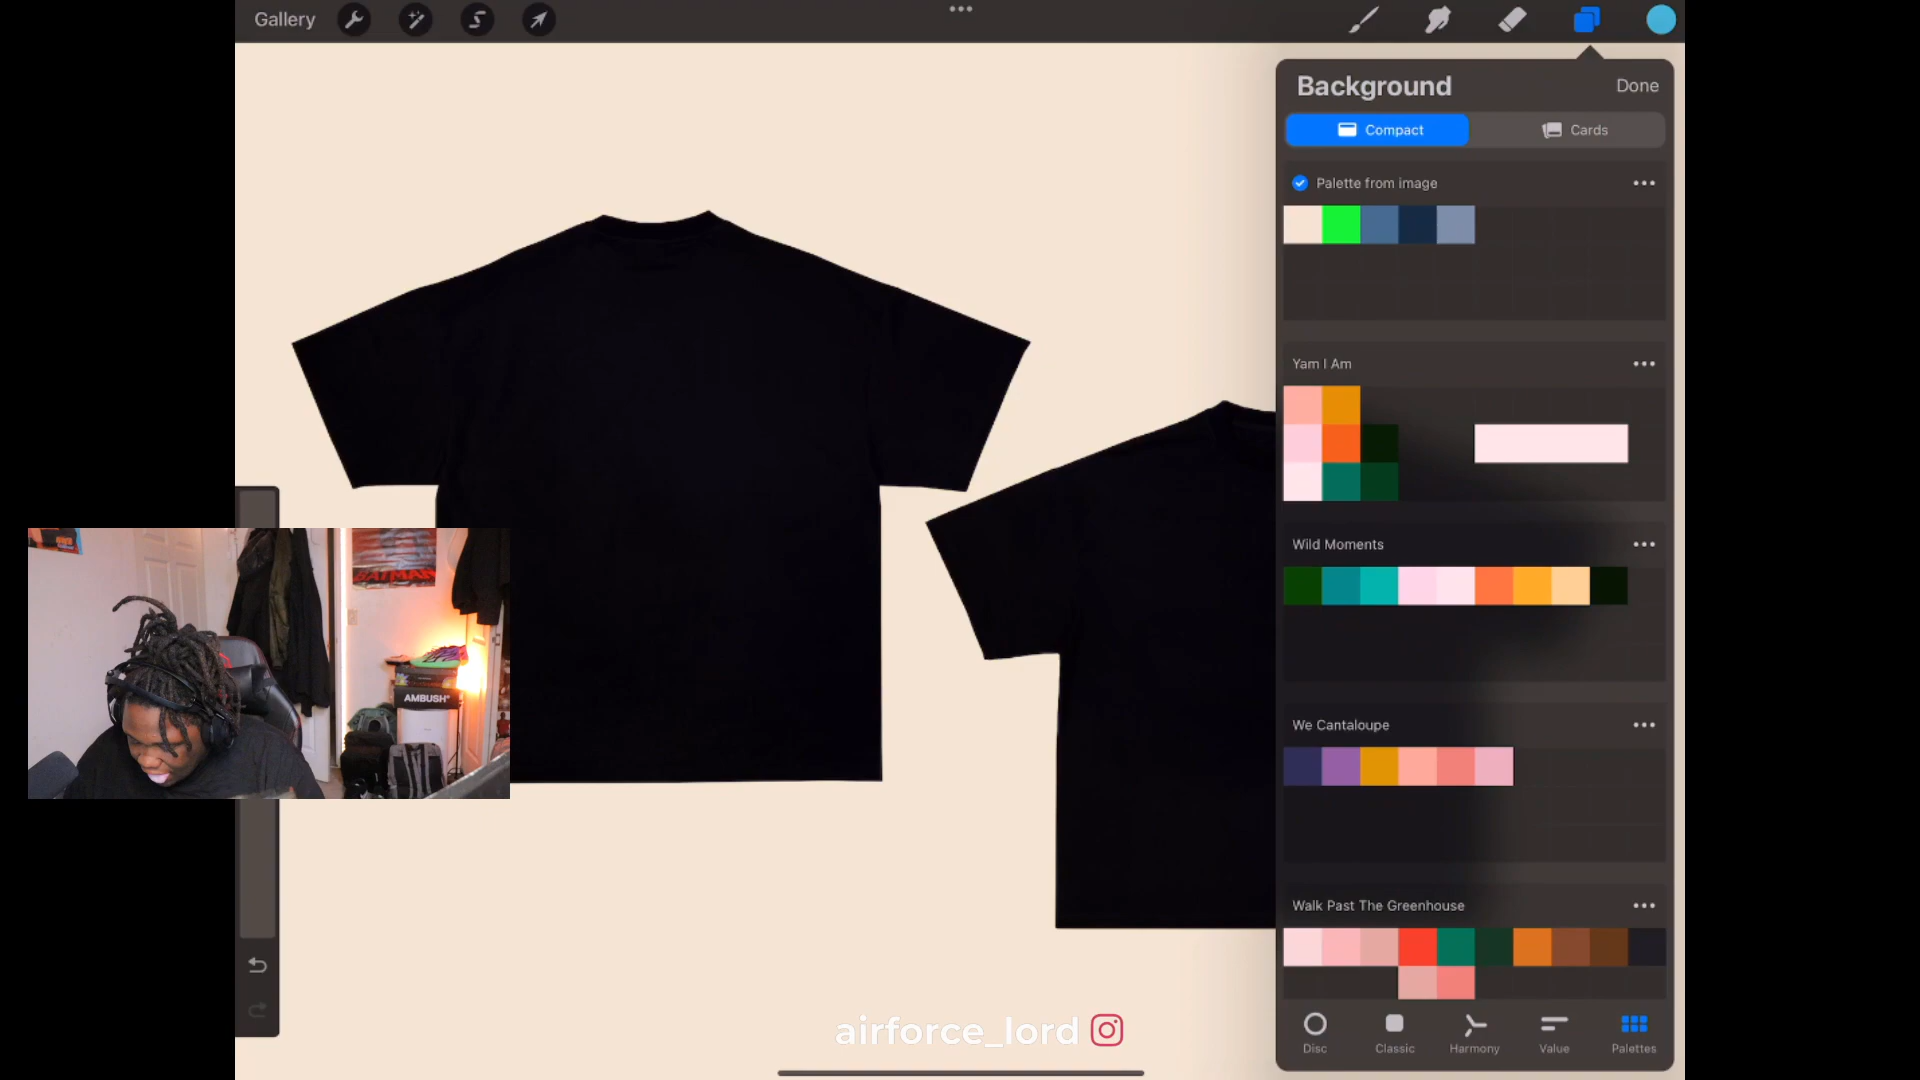 Gallery
Background
Done
Compact
Cards
Palette from image
Yam I Am
Wild Moments
We Cantaloupe
Walk Past The Greenhouse
Disc
Classic
Harmony
Value
Palettes
BATMAN
AMBUSH®
airforce_lord